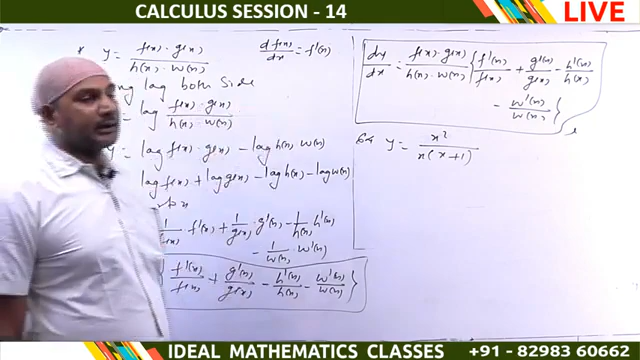 CALCULUS SESSION - 14
LIVE
* y = f(x) · g(x) / h(x) · w(x)
d f(x) / dx = f'(x)
ng log both Side
= log f(x) · g(x) / h(x) · w(x)
y = log f(x) · g(x) - log h(x) · w(x)
log f(x) + log g(x) - log h(x) - log w(x)
1/f(x) · f'(x) + 1/g(x) · g'(x) - 1/h(x) h'(x)
- 1/w(x) · w'(x)
{ f'(x)/f(x) + g'(x)/g(x) - h'(x)/h(x) - w'(x)/w(x) }
dy/dx = f(x) · g(x) / h(x) · w(x) { f'(x)/f(x) + g'(x)/g(x) - h'(x)/h(x)
- w'(x)/w(x) }
y = x² / x(x+1)
IDEAL MATHEMATICS CLASSES
+91 - 82983 60662